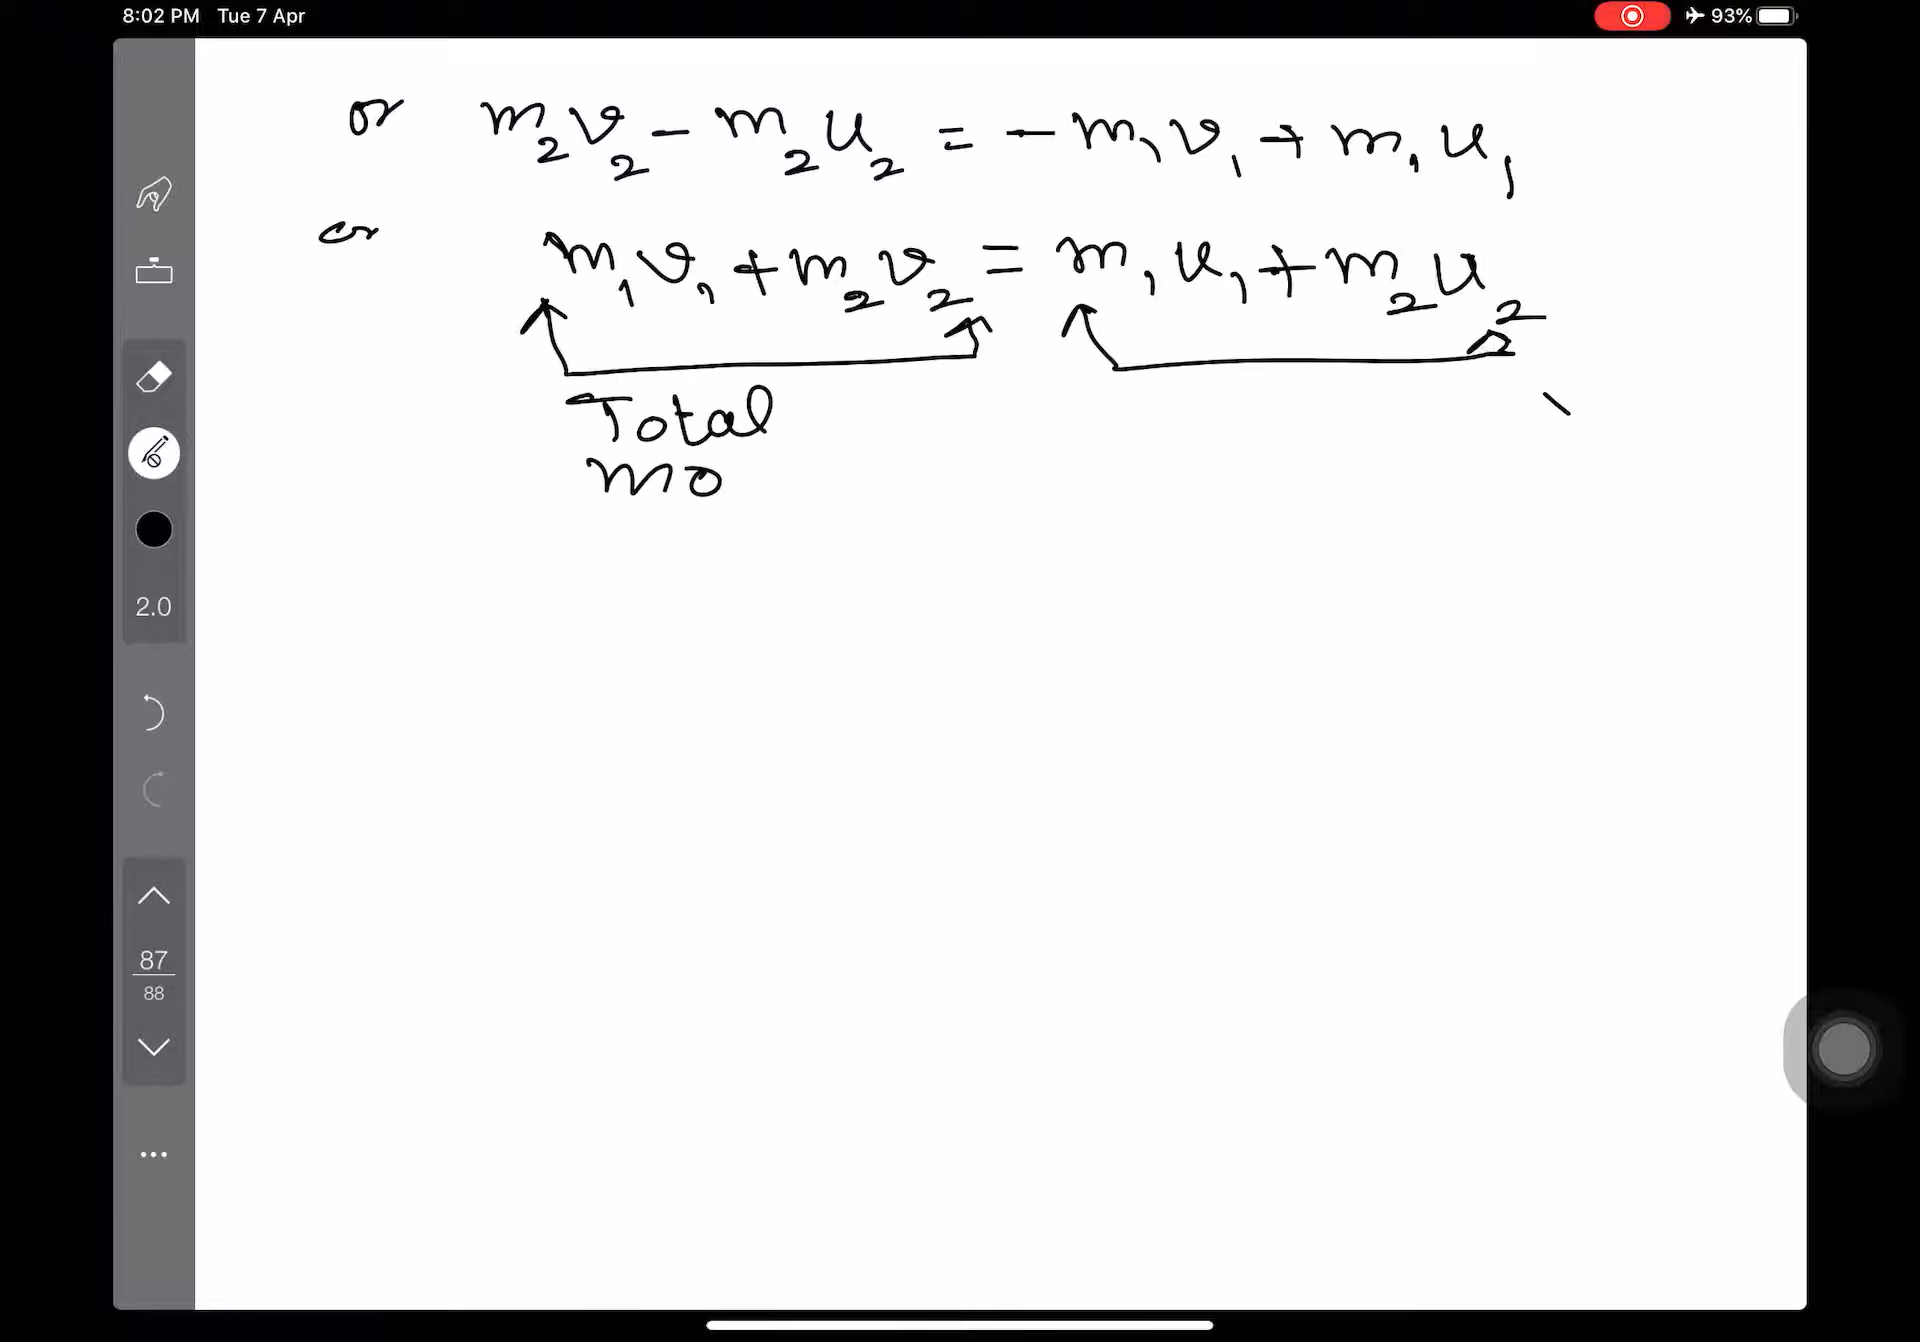 8:02 PM Tue 7 Apr 93%
or m₂v₂ - m₂u₂ = - m₁v₁ + m₁u₁
or m₁v₁ + m₂v₂ = m₁u₁ + m₂u₂
Total
mo
2.0
87
88